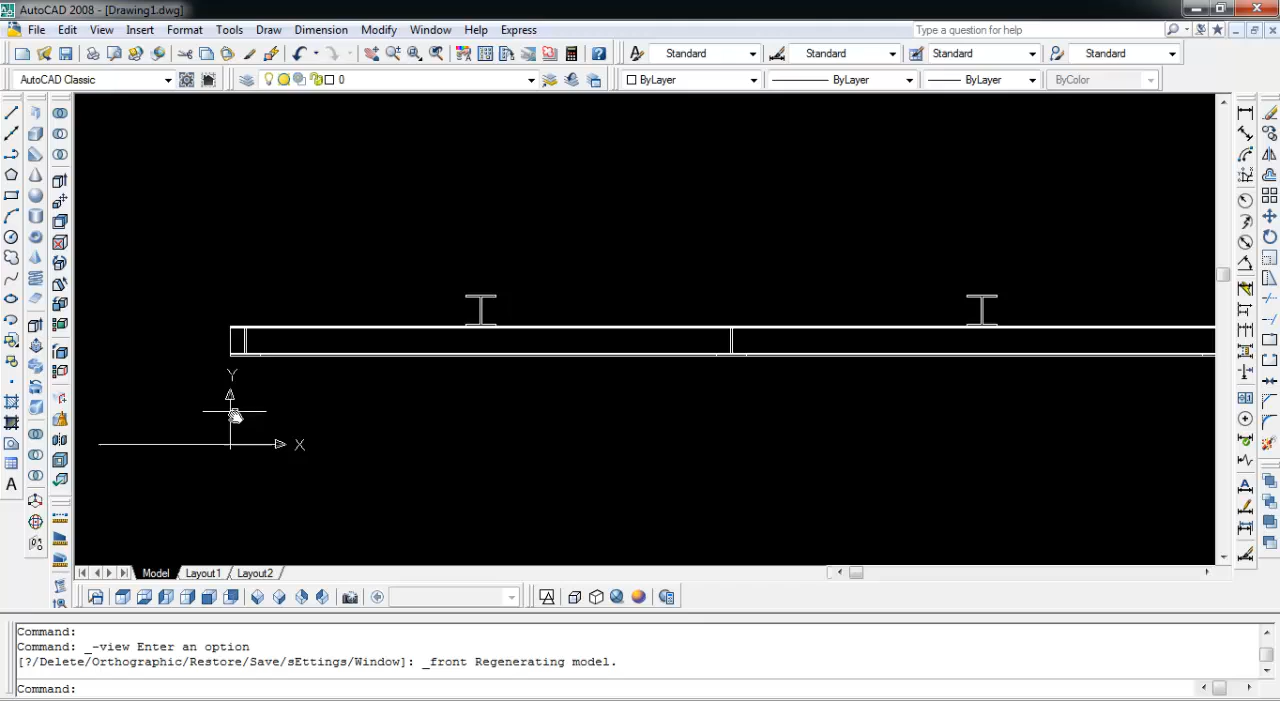 AutoCAD 2008 - [Drawing1.dwg]
File Edit View Insert Format Tools Draw Dimension Modify Window Help Express
Type a question for help
Standard Standard Standard Standard
AutoCAD Classic 0 ByLayer ByLayer ByLayer ByColor
Y
X
A
Model Layout1 Layout2
Command:
Command: _-view Enter an option
[?/Delete/Orthographic/Restore/Save/sEttings/Window]: _front Regenerating model.
Command: